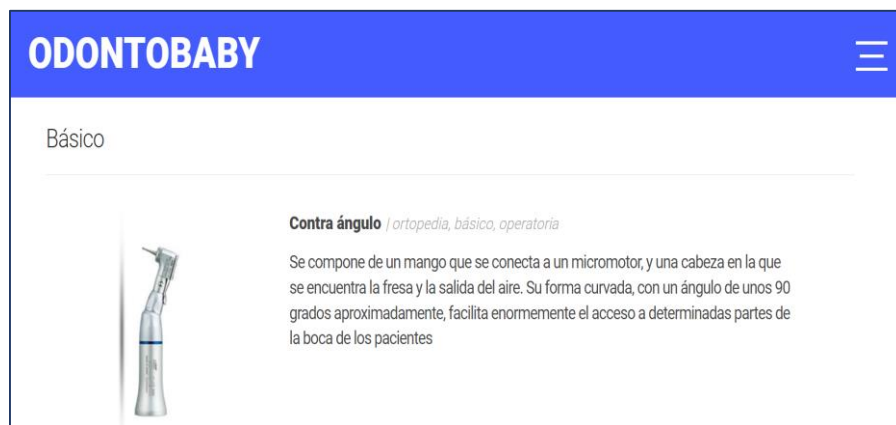 ODONTOBABY
Básico
Contra ángulo / ortopedia, básico, operatoria
Se compone de un mango que se conecta a un micromotor, y una cabeza en la que
se encuentra la fresa y la salida del aire. Su forma curvada, con un ángulo de unos 90
grados aproximadamente, facilita enormemente el acceso a determinadas partes de
la boca de los pacientes